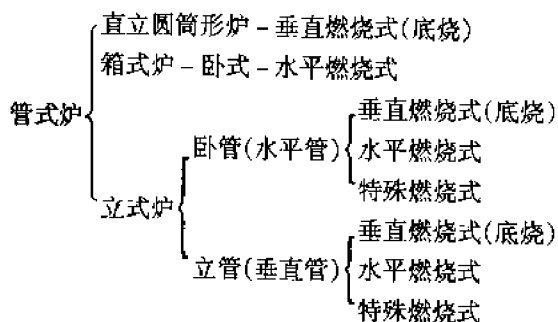 直立圆筒形炉-垂直燃烧式(底烧)
箱式炉-卧式-水平燃烧式
管式炉
垂直燃烧式(底烧)
卧管(水平管)
水平燃烧式
特殊燃烧式
立式炉
垂直燃烧式(底烧)
立管(垂直管)
水平燃烧式
特殊燃烧式